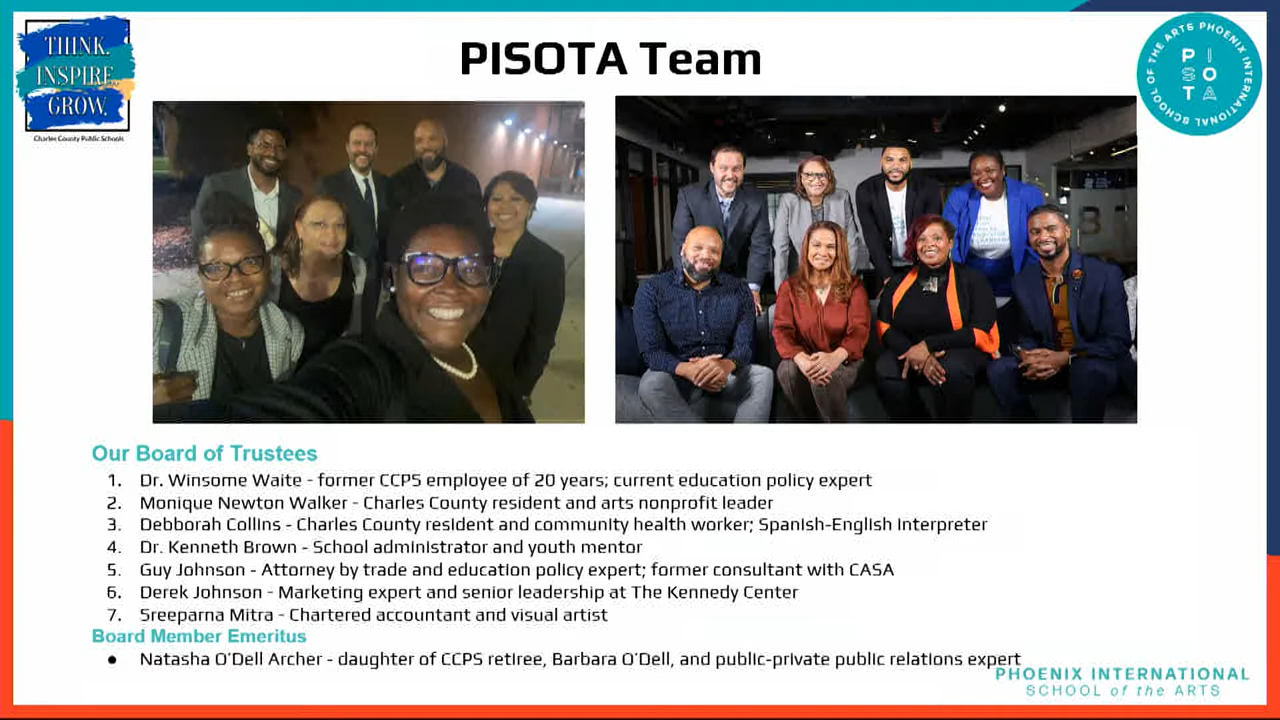 THINK.
INSPIRE.
GROW.
Charles County Public Schools
PISOTA Team
PHOENIX INTERNATIONAL SCHOOL OF THE ARTS
P I
S O
T A
Our Board of Trustees
1. Dr. Winsome Waite - former CCPS employee of 20 years; current education policy expert
2. Monique Newton Walker - Charles County resident and arts nonprofit leader
3. Debborah Collins - Charles County resident and community health worker; Spanish-English Interpreter
4. Dr. Kenneth Brown - School administrator and youth mentor
5. Guy Johnson - Attorney by trade and education policy expert; former consultant with CASA
6. Derek Johnson - Marketing expert and senior leadership at The Kennedy Center
7. Sreeparna Mitra - Chartered accountant and visual artist
Board Member Emeritus
● Natasha O'Dell Archer - daughter of CCPS retiree, Barbara O'Dell, and public-private public relations expert
PHOENIX INTERNATIONAL
SCHOOL of the ARTS